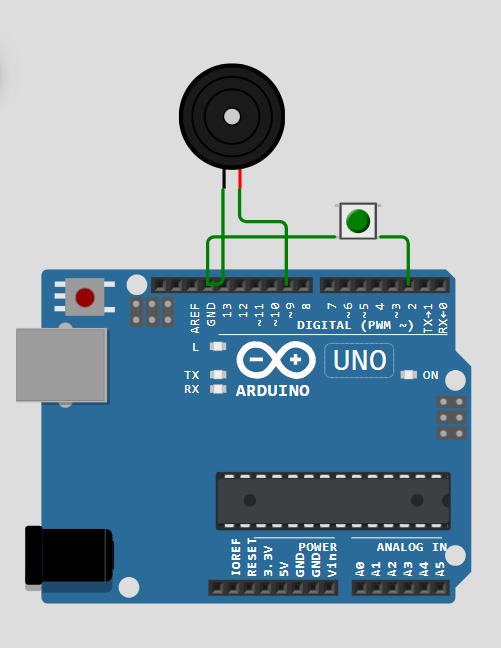 AREF
GND
13
12
~11
~10
~9
8
7
~6
~5
4
~3
2
TX→1
RX←0
DIGITAL (PWM ~)
L
TX
RX
UNO
ON
ARDUINO
IOREF
RESET
3.3V
5V
GND
GND
Vin
POWER
ANALOG IN
A0
A1
A2
A3
A4
A5